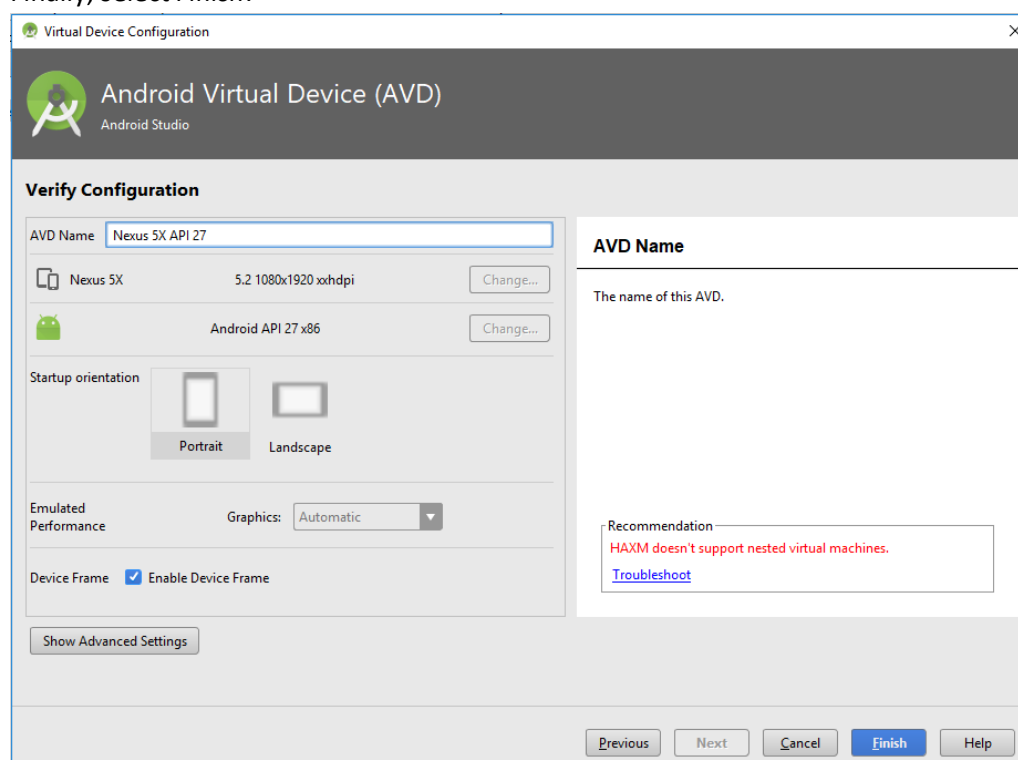 Finally, select Finish.
Virtual Device Configuration
Android Virtual Device (AVD)
Android Studio
Verify Configuration
AVD Name Nexus 5X API 27
Nexus 5X 5.2 1080x1920 xxhdpi Change...
Android API 27 x86 Change...
Startup orientation
Portrait Landscape
Emulated
Performance
Graphics: Automatic
Device Frame Enable Device Frame
Show Advanced Settings
AVD Name
The name of this AVD.
Recommendation
HAXM doesn't support nested virtual machines.
Troubleshoot
Previous Next Cancel Finish Help